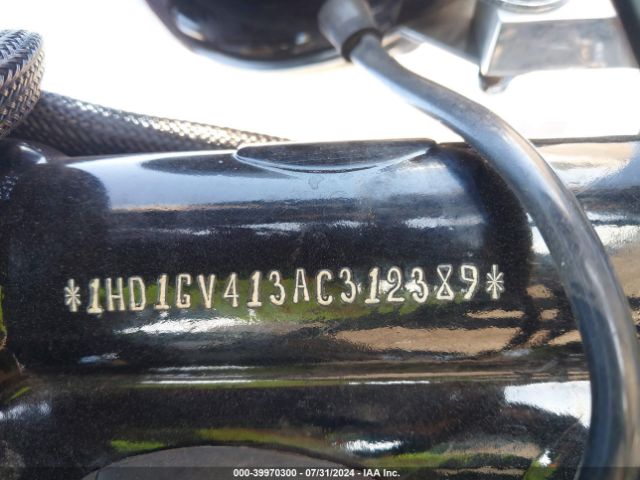 *1HD1GV413AC312389*
000-39970300 - 07/31/2024 - IAA Inc.